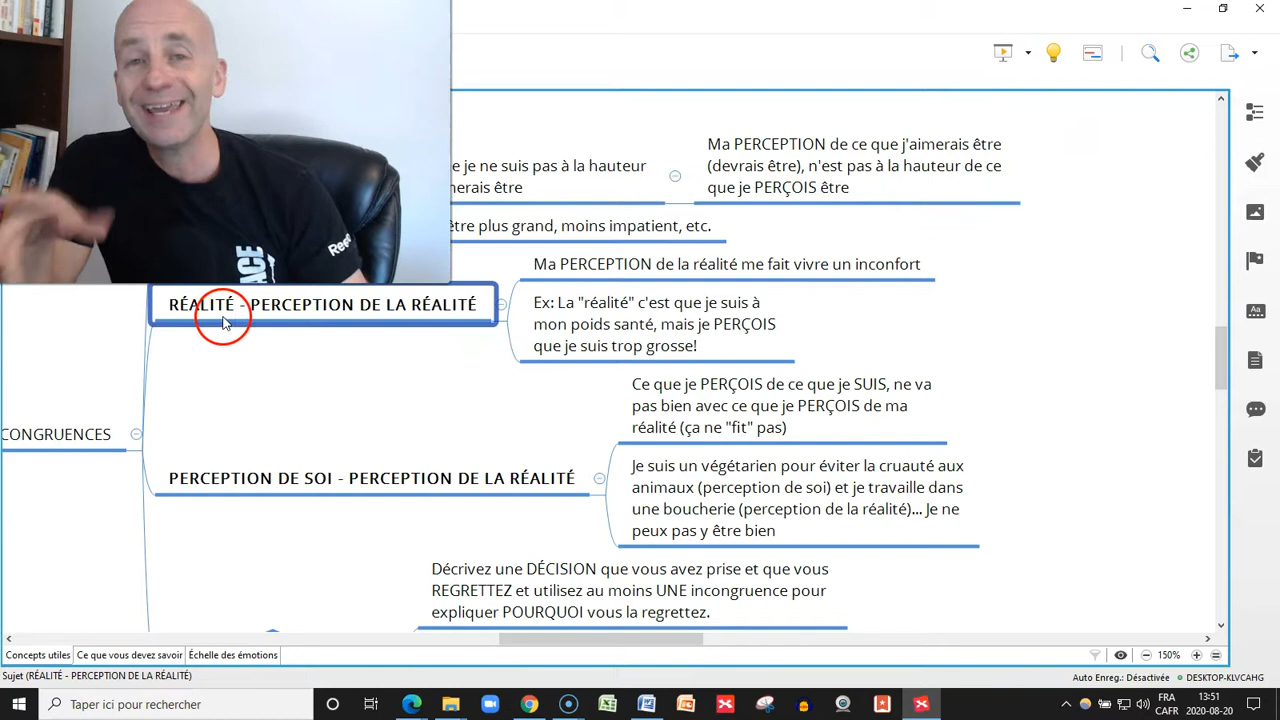 Ma PERCEPTION de ce que j'aimerais être
(devrais être), n'est pas à la hauteur de ce
que je PERÇOIS être
e je ne suis pas à la hauteur
merais être
être plus grand, moins impatient, etc.
RÉALITÉ - PERCEPTION DE LA RÉALITÉ
Ma PERCEPTION de la réalité me fait vivre un inconfort
Ex: La "réalité" c'est que je suis à
mon poids santé, mais je PERÇOIS
que je suis trop grosse!
CONGRUENCES
PERCEPTION DE SOI - PERCEPTION DE LA RÉALITÉ
Ce que je PERÇOIS de ce que je SUIS, ne va
pas bien avec ce que je PERÇOIS de ma
réalité (ça ne "fit" pas)
Je suis un végétarien pour éviter la cruauté aux
animaux (perception de soi) et je travaille dans
une boucherie (perception de la réalité)... Je ne
peux pas y être bien
Décrivez une DÉCISION que vous avez prise et que vous
REGRETTEZ et utilisez au moins UNE incongruence pour
expliquer POURQUOI vous la regrettez.
Concepts utiles Ce que vous devez savoir Échelle des émotions
150%
Sujet (RÉALITÉ - PERCEPTION DE LA RÉALITÉ)
Auto Enreg.: Désactivée DESKTOP-KLVCAHG
Taper ici pour rechercher
FRA
CAFR
13:51
2020-08-20